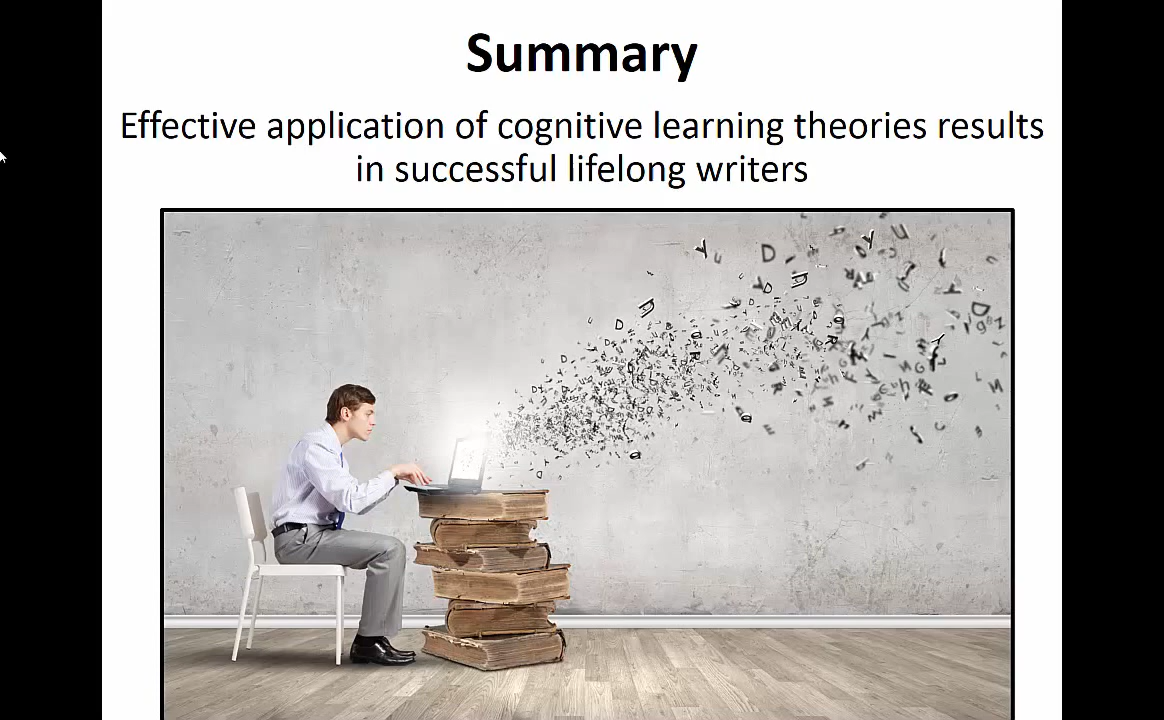 Summary
Effective application of cognitive learning theories results
in successful lifelong writers